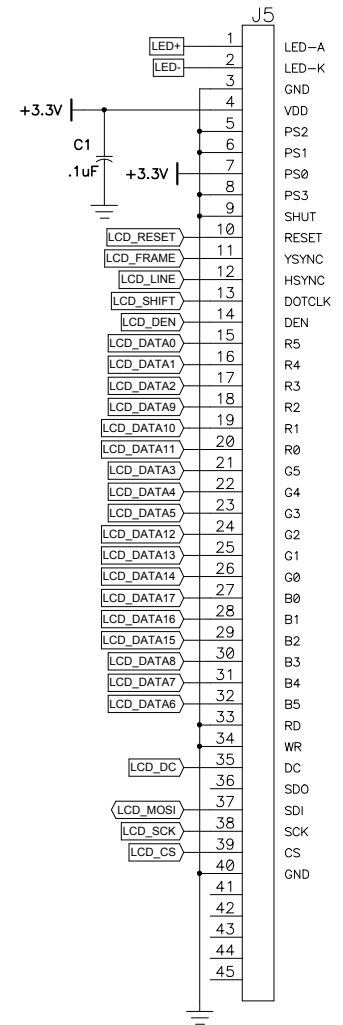 J5
LED+ 1 LED-A
LED- 2 LED-K
3 GND
+3.3V 4 VDD
5 PS2
C1 6 PS1
.1uF +3.3V 7 PS0
8 PS3
9 SHUT
LCD_RESET 10 RESET
LCD_FRAME 11 YSYNC
LCD_LINE 12 HSYNC
LCD_SHIFT 13 DOTCLK
LCD_DEN 14 DEN
LCD_DATA0 15 R5
LCD_DATA1 16 R4
LCD_DATA2 17 R3
LCD_DATA9 18 R2
LCD_DATA10 19 R1
LCD_DATA11 20 R0
LCD_DATA3 21 G5
LCD_DATA4 22 G4
LCD_DATA5 23 G3
LCD_DATA12 24 G2
LCD_DATA13 25 G1
LCD_DATA14 26 G0
LCD_DATA17 27 B0
LCD_DATA16 28 B1
LCD_DATA15 29 B2
LCD_DATA8 30 B3
LCD_DATA7 31 B4
LCD_DATA6 32 B5
33 RD
34 WR
LCD_DC 35 DC
36 SDO
LCD_MOSI 37 SDI
LCD_SCK 38 SCK
LCD_CS 39 CS
40 GND
41
42
43
44
45